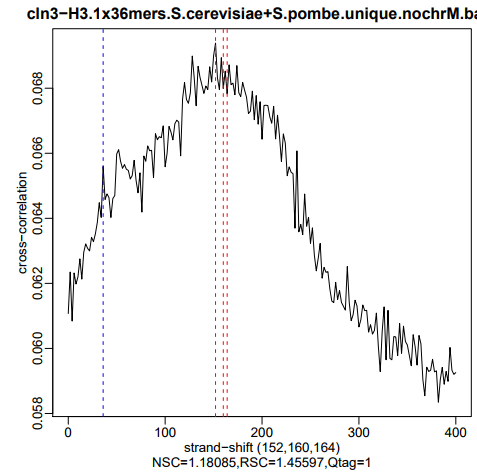 cln3−H3.1x36mers.S.cerevisiae+S.pombe.unique.nochrM.ba
cross−correlation
0.068
0.066
0.064
0.062
0.060
0.058
0 100 200 300 400
strand−shift (152,160,164)
NSC=1.18085,RSC=1.45597,Qtag=1